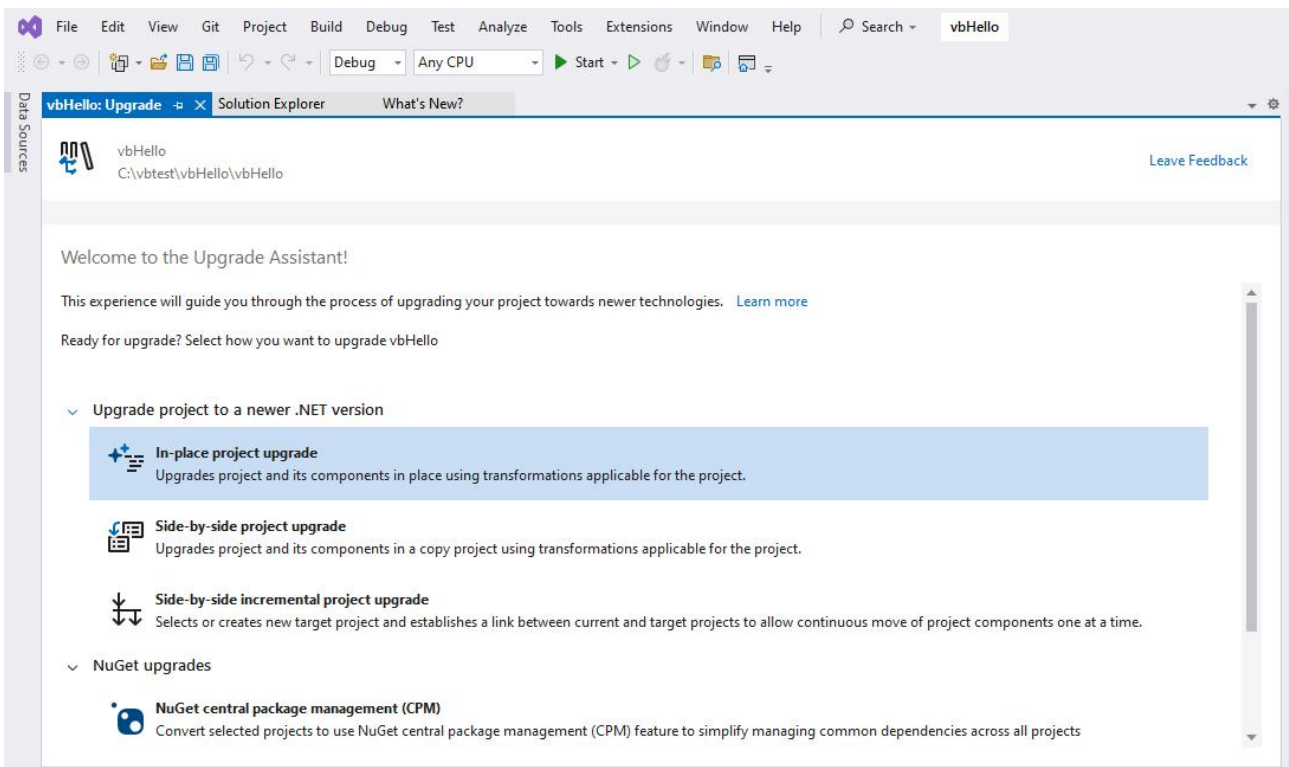 File Edit View Git Project Build Debug Test Analyze Tools Extensions Window Help Search vbHello
Debug Any CPU Start
Data Sources
vbHello: Upgrade Solution Explorer What's New?
vbHello
C:\vbtest\vbHello\vbHello
Leave Feedback
Welcome to the Upgrade Assistant!
This experience will guide you through the process of upgrading your project towards newer technologies. Learn more
Ready for upgrade? Select how you want to upgrade vbHello
Upgrade project to a newer .NET version
In-place project upgrade
Upgrades project and its components in place using transformations applicable for the project.
Side-by-side project upgrade
Upgrades project and its components in a copy project using transformations applicable for the project.
Side-by-side incremental project upgrade
Selects or creates new target project and establishes a link between current and target projects to allow continuous move of project components one at a time.
NuGet upgrades
NuGet central package management (CPM)
Convert selected projects to use NuGet central package management (CPM) feature to simplify managing common dependencies across all projects